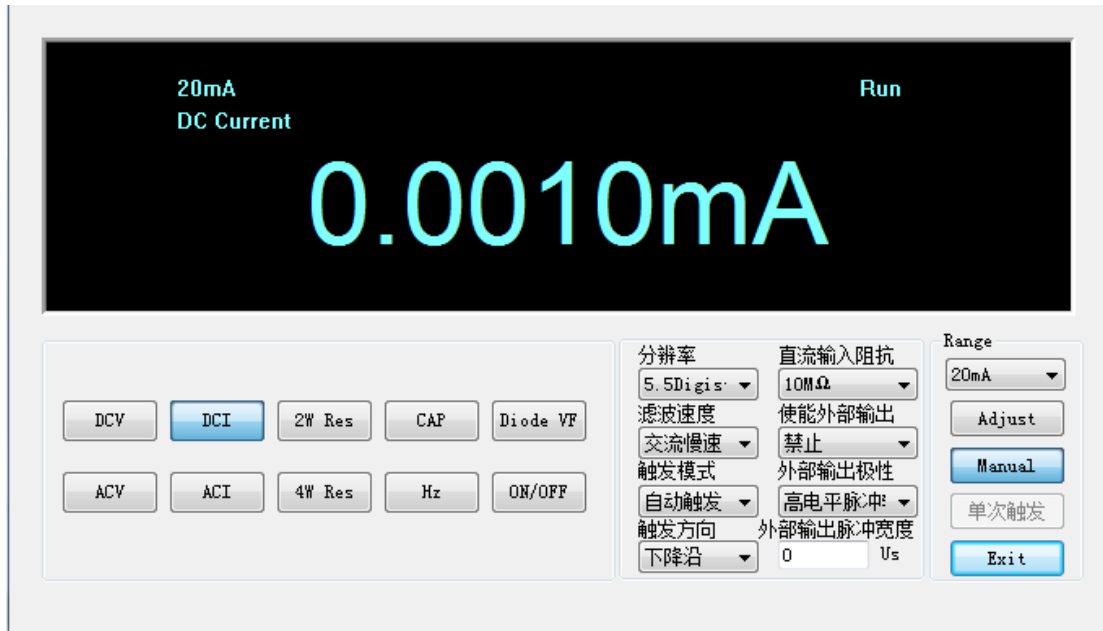 20mA
Run
DC Current
0.0010mA
DCV
DCI
2W Res
CAP
Diode VF
ACV
ACI
4W Res
Hz
ON/OFF
分辨率
直流输入阻抗
5.5Digis
10MΩ
滤波速度
使能外部输出
交流慢速
禁止
触发模式
外部输出极性
自动触发
高电平脉冲
触发方向
外部输出脉冲宽度
下降沿
0
Us
Range
20mA
Adjust
Manual
单次触发
Exit